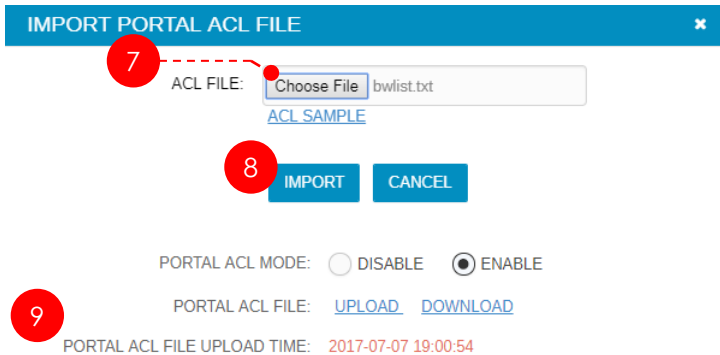 IMPORT PORTAL ACL FILE ×
7
ACL FILE: Choose File bwlist.txt
ACL SAMPLE
8
IMPORT CANCEL
PORTAL ACL MODE: DISABLE ENABLE
PORTAL ACL FILE: UPLOAD DOWNLOAD
9
PORTAL ACL FILE UPLOAD TIME: 2017-07-07 19:00:54